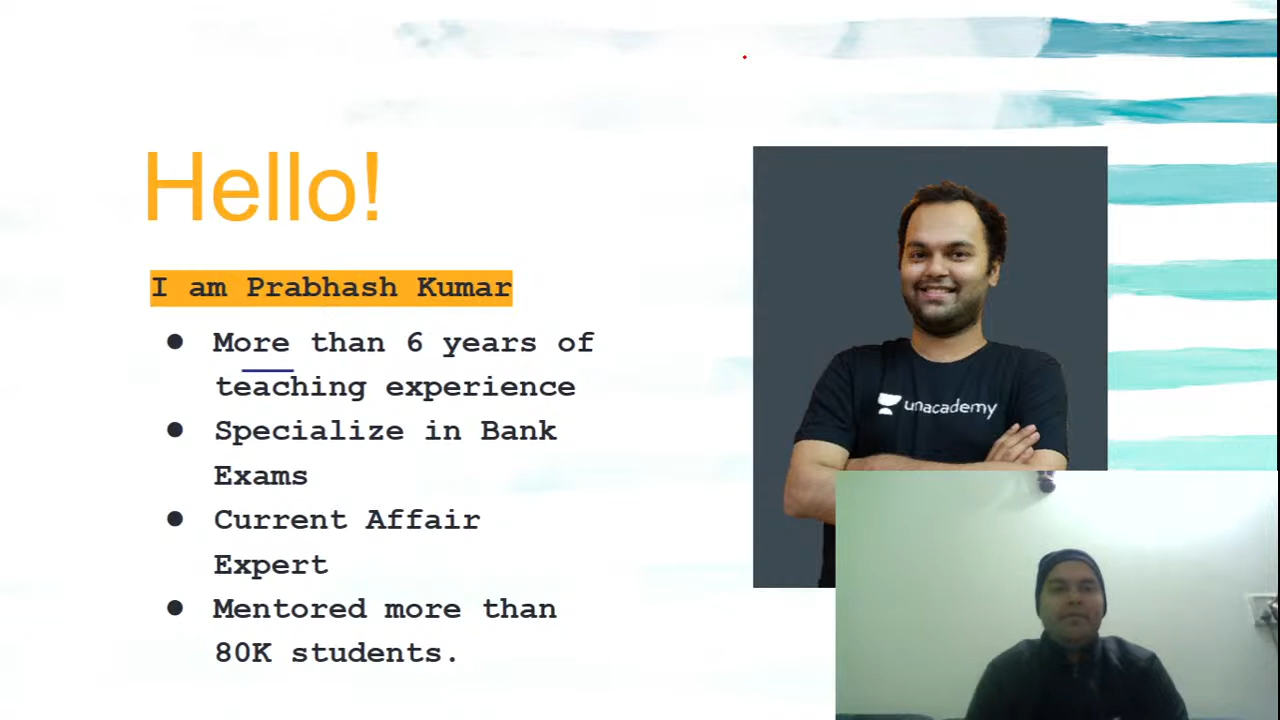 Hello!
I am Prabhash Kumar
● More than 6 years of
teaching experience
● Specialize in Bank
Exams
● Current Affair
Expert
● Mentored more than
80K students.
unacademy